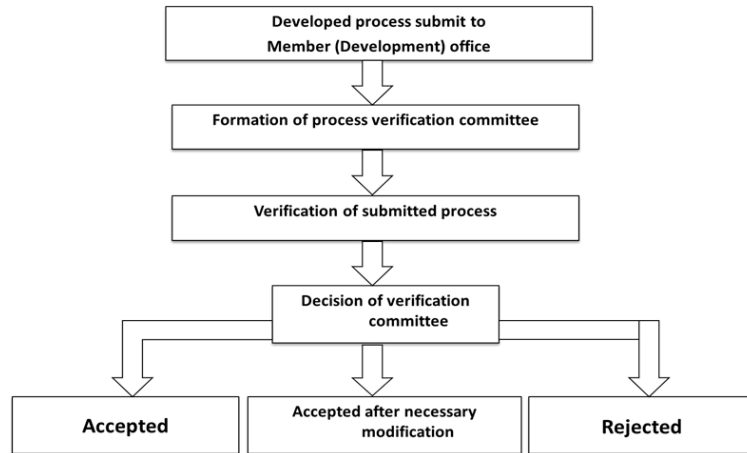 Developed process submit to
Member (Development) office
Formation of process verification committee
Verification of submitted process
Decision of verification
committee
Accepted
Accepted after necessary
modification
Rejected